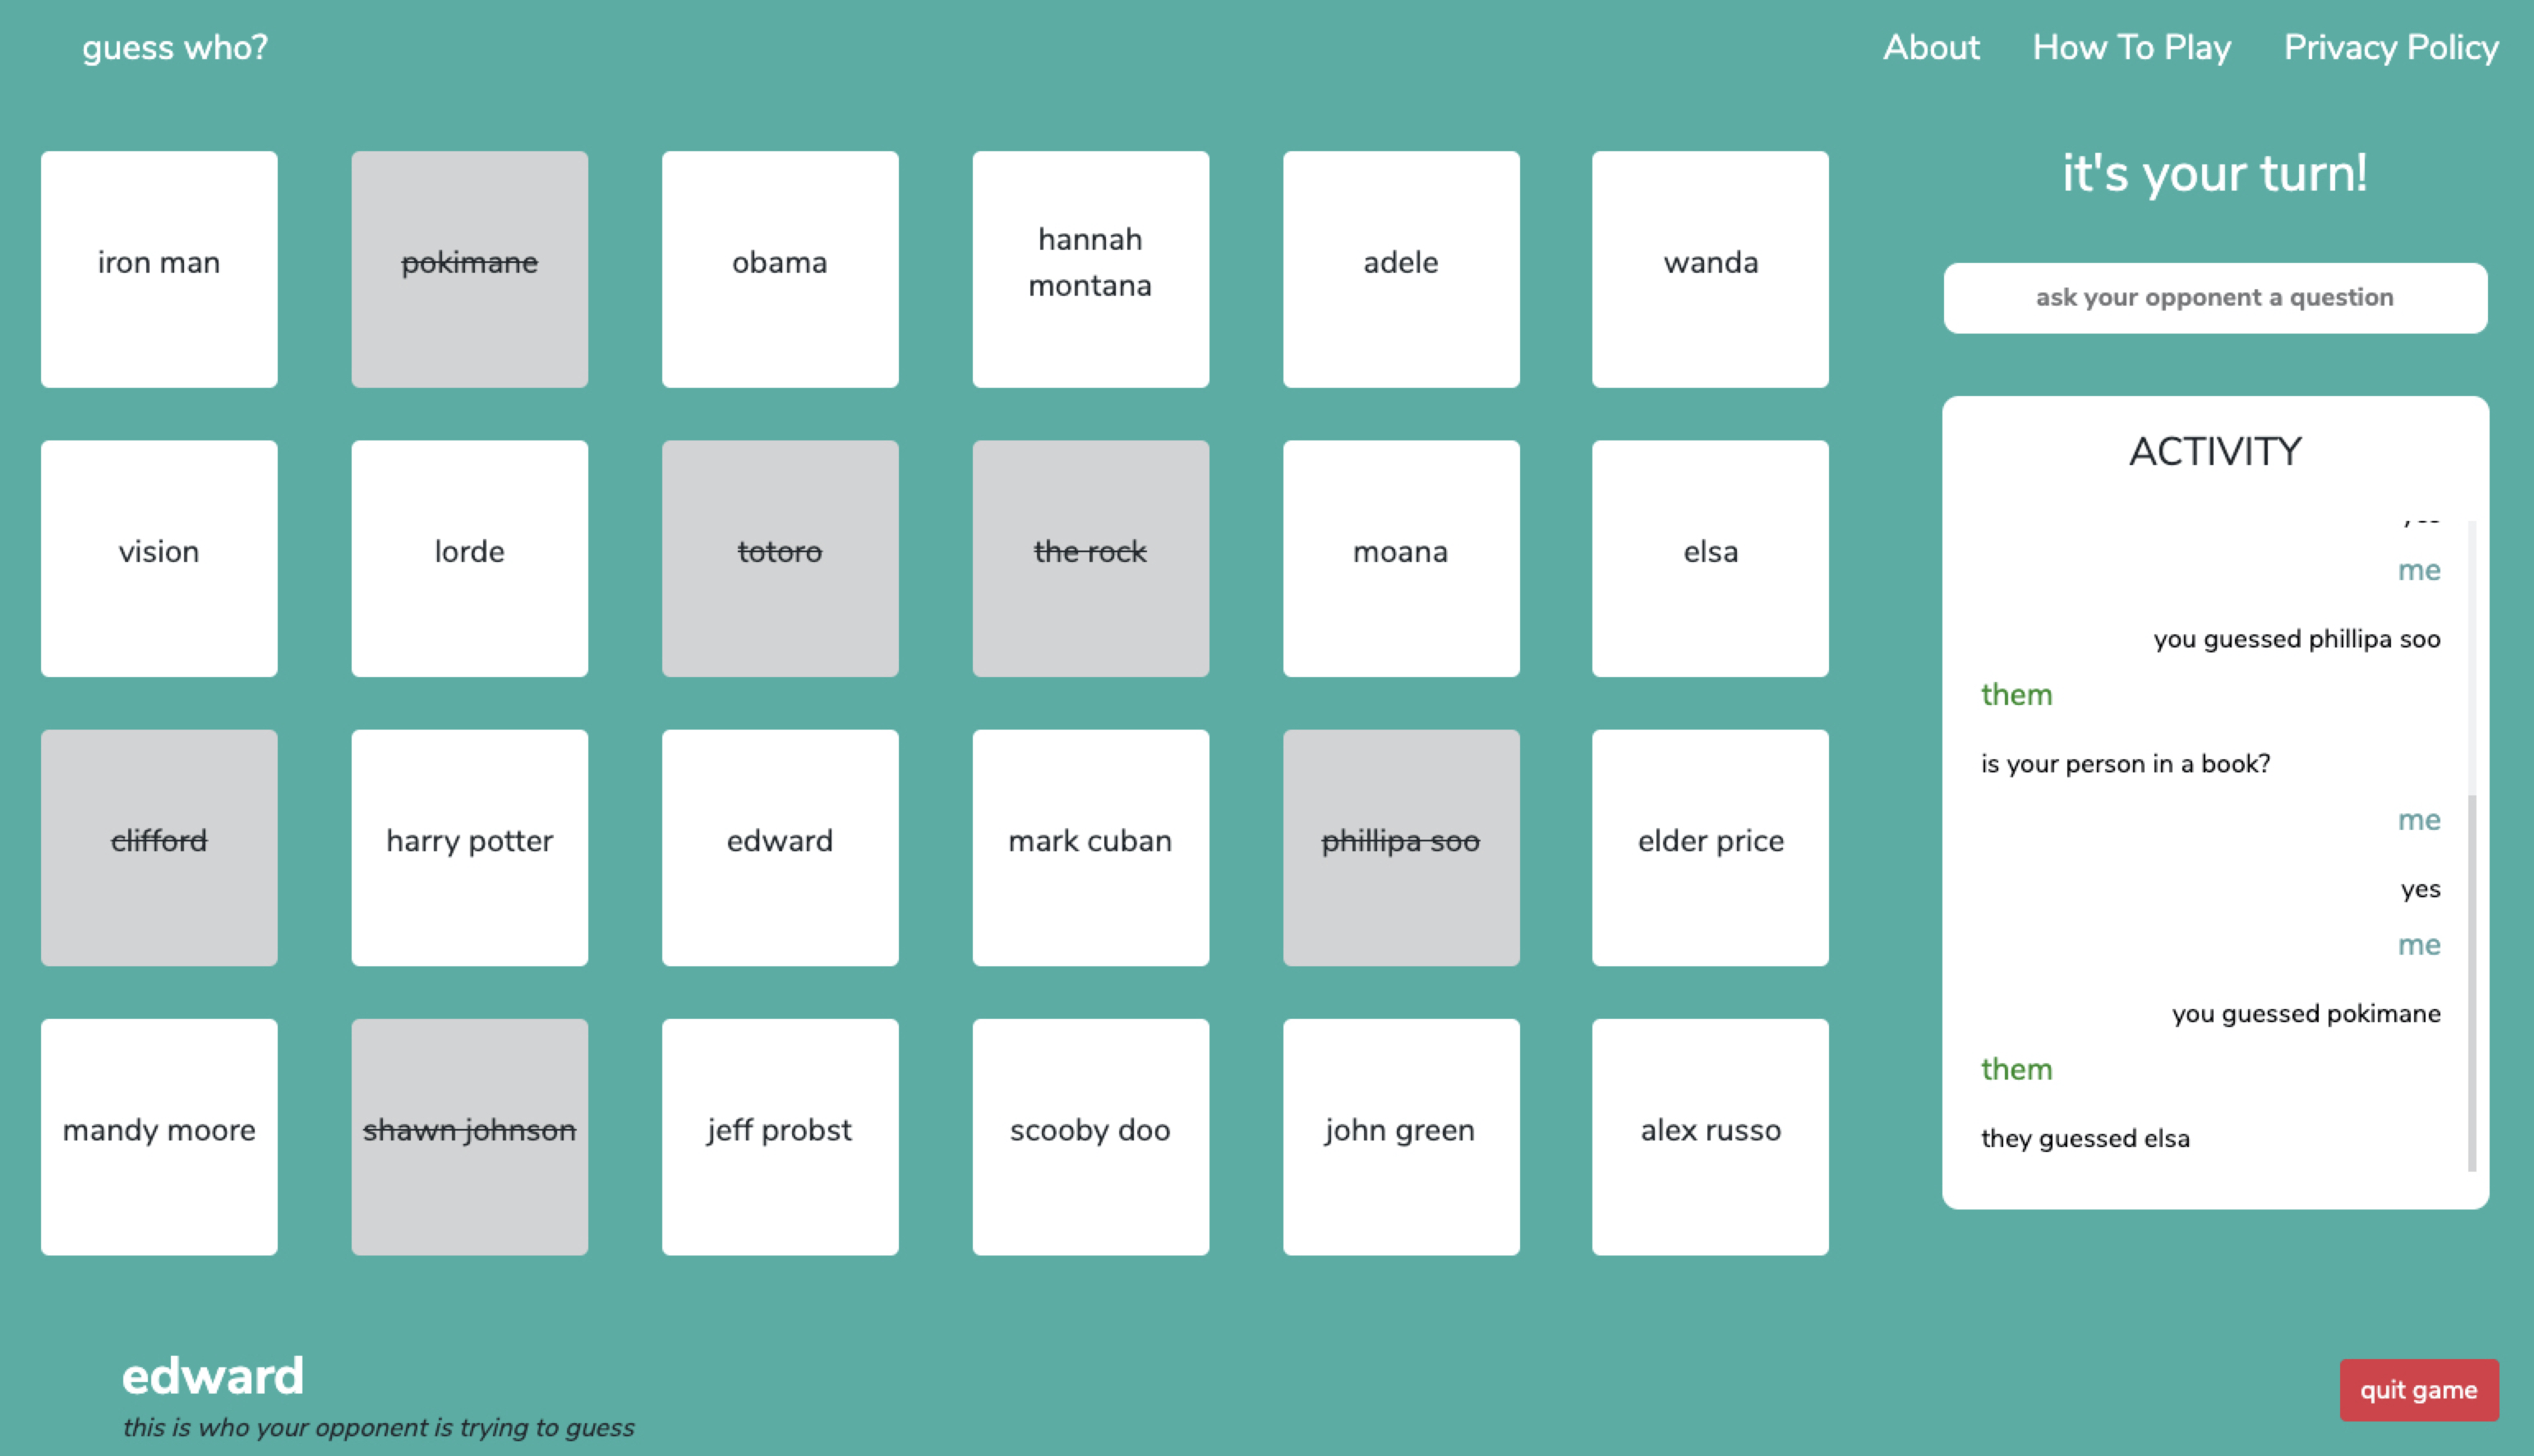 guess who?
About
How To Play
Privacy Policy
iron man
pokimane
obama
hannah
montana
adele
wanda
vision
lorde
totoro
the rock
moana
elsa
clifford
harry potter
edward
mark cuban
phillipa soo
elder price
mandy moore
shawn johnson
jeff probst
scooby doo
john green
alex russo
it's your turn!
ask your opponent a question
ACTIVITY
me
you guessed phillipa soo
them
is your person in a book?
me
yes
me
you guessed pokimane
them
they guessed elsa
edward
this is who your opponent is trying to guess
quit game